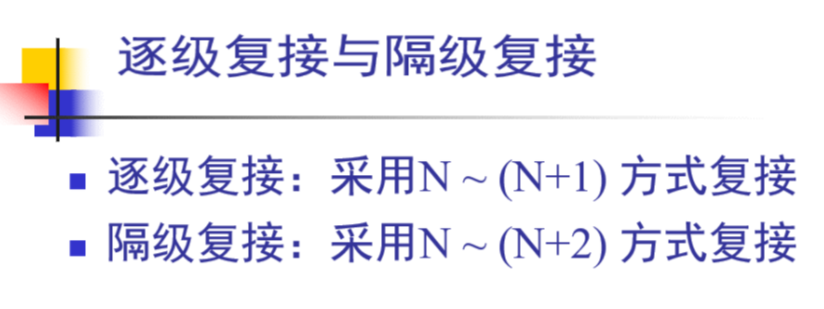 逐级复接与隔级复接
逐级复接：采用N ~ (N+1) 方式复接
隔级复接：采用N ~ (N+2) 方式复接